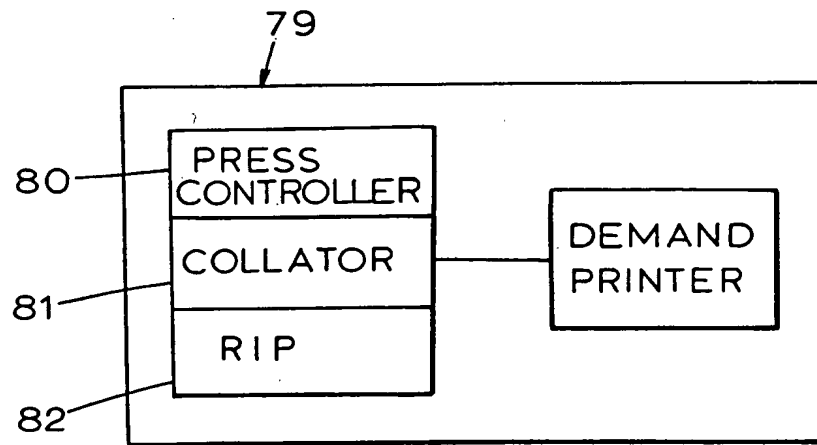 79
80
PRESS
CONTROLLER
81
COLLATOR
82
RIP
DEMAND
PRINTER